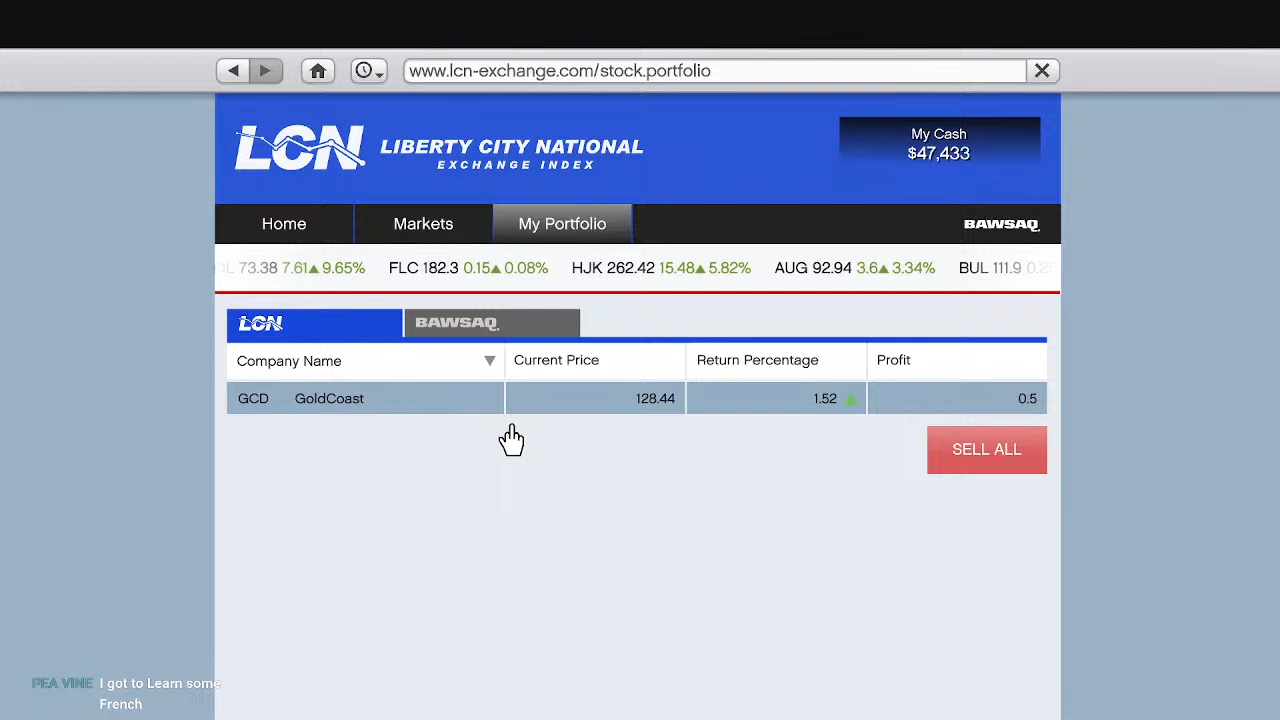 www.lcn-exchange.com/stock.portfolio
LCN LIBERTY CITY NATIONAL
EXCHANGE INDEX
My Cash
$47,433
Home Markets My Portfolio BAWSAQ
73.38 7.61▲9.65% FLC 182.3 0.15▲0.08% HJK 262.42 15.48▲5.82% AUG 92.94 3.6▲3.34% BUL 111.9
LCN BAWSAQ
Company Name ▼ Current Price Return Percentage Profit
GCD GoldCoast 128.44 1.52 ▲ 0.5
SELL ALL
PEA VINE I got to Learn some
French